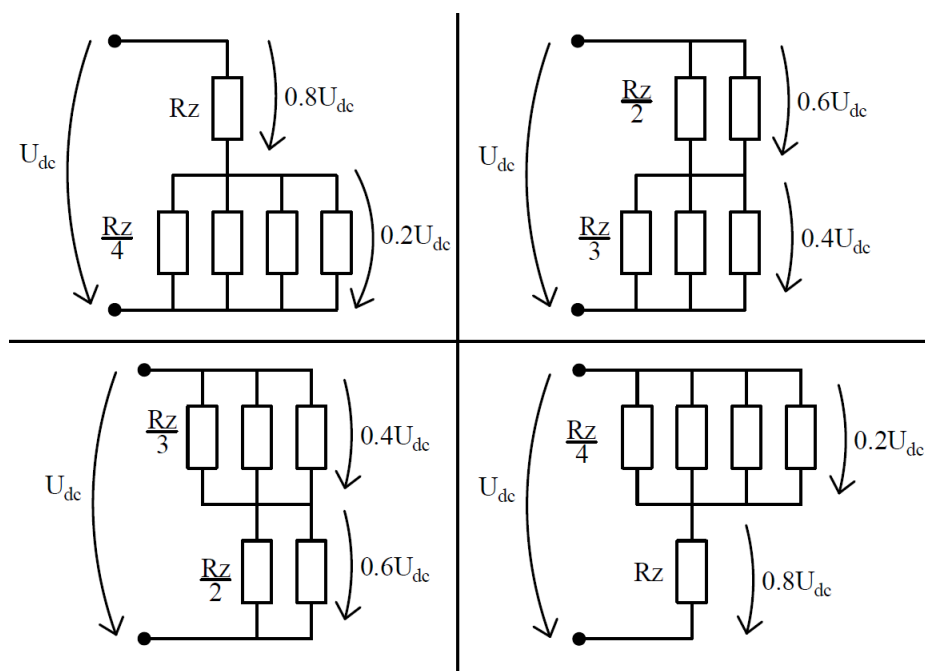 U_dc
Rz
0.8U_dc
Rz/4
0.2U_dc
U_dc
Rz/2
0.6U_dc
Rz/3
0.4U_dc
U_dc
Rz/3
0.4U_dc
Rz/2
0.6U_dc
U_dc
Rz/4
0.2U_dc
Rz
0.8U_dc